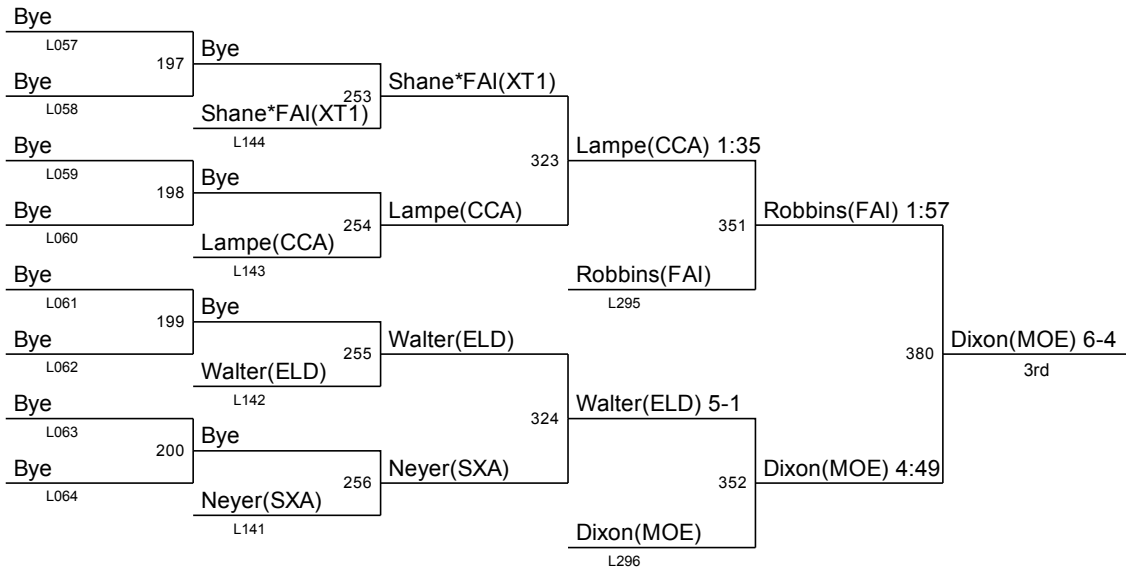 Bye
L057
197
Bye
Bye
L058
253
Shane*FAI(XT1)
Shane*FAI(XT1)
L144
Bye
L059
198
Bye
Bye
L060
254
Lampe(CCA)
Lampe(CCA)
L143
323
Lampe(CCA) 1:35
351
Robbins(FAI) 1:57
Robbins(FAI)
L295
Bye
L061
199
Bye
Bye
L062
255
Walter(ELD)
Walter(ELD)
L142
Bye
L063
200
Bye
Bye
L064
256
Neyer(SXA)
Neyer(SXA)
L141
324
Walter(ELD) 5-1
352
Dixon(MOE) 4:49
Dixon(MOE)
L296
380
Dixon(MOE) 6-4
3rd